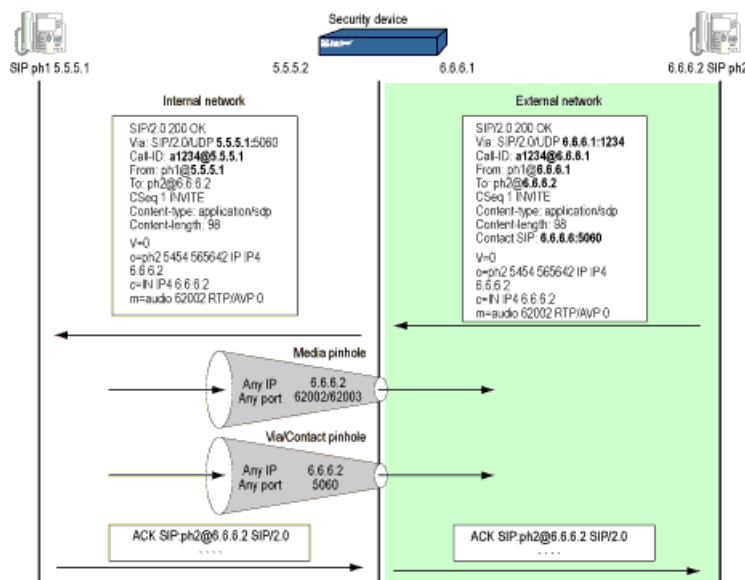 Security device
SIP ph1 5.5.5.1
5.5.5.2
6.6.6.1
6.6.6.2 SIP ph2
Internal network
SIP/2.0 200 OK
Via: SIP/2.0/UDP 5.5.5.1:5060
Call-ID: a1234@5.5.5.1
From: ph1@5.5.5.1
To: ph2@6.6.6.2
CSeq 1 INVITE
Content-type: application/sdp
Content-length: 98
V=0
o=ph2 5454 565642 IP IP4
6.6.6.2
c=IN IP4 6.6.6.2
m=audio 62002 RTP/AVP 0
External network
SIP/2.0 200 OK
Via: SIP/2.0/UDP 6.6.6.1:1234
Call-ID: a1234@6.6.6.1
From: ph1@6.6.6.1
To: ph2@6.6.6.2
CSeq 1 INVITE
Content-type: application/sdp
Content-length: 98
Contact SIP: 6.6.6.6:5060
V=0
o=ph2 5454 565642 IP IP4
6.6.6.2
c=IN IP4 6.6.6.2
m=audio 62002 RTP/AVP 0
Media pinhole
Any IP 6.6.6.2
Any port 62002/62003
Via/Contact pinhole
Any IP 6.6.6.2
Any port 5060
ACK SIP:ph2@6.6.6.2 SIP/2.0
. . . .
ACK SIP:ph2@6.6.6.2 SIP/2.0
. . . .